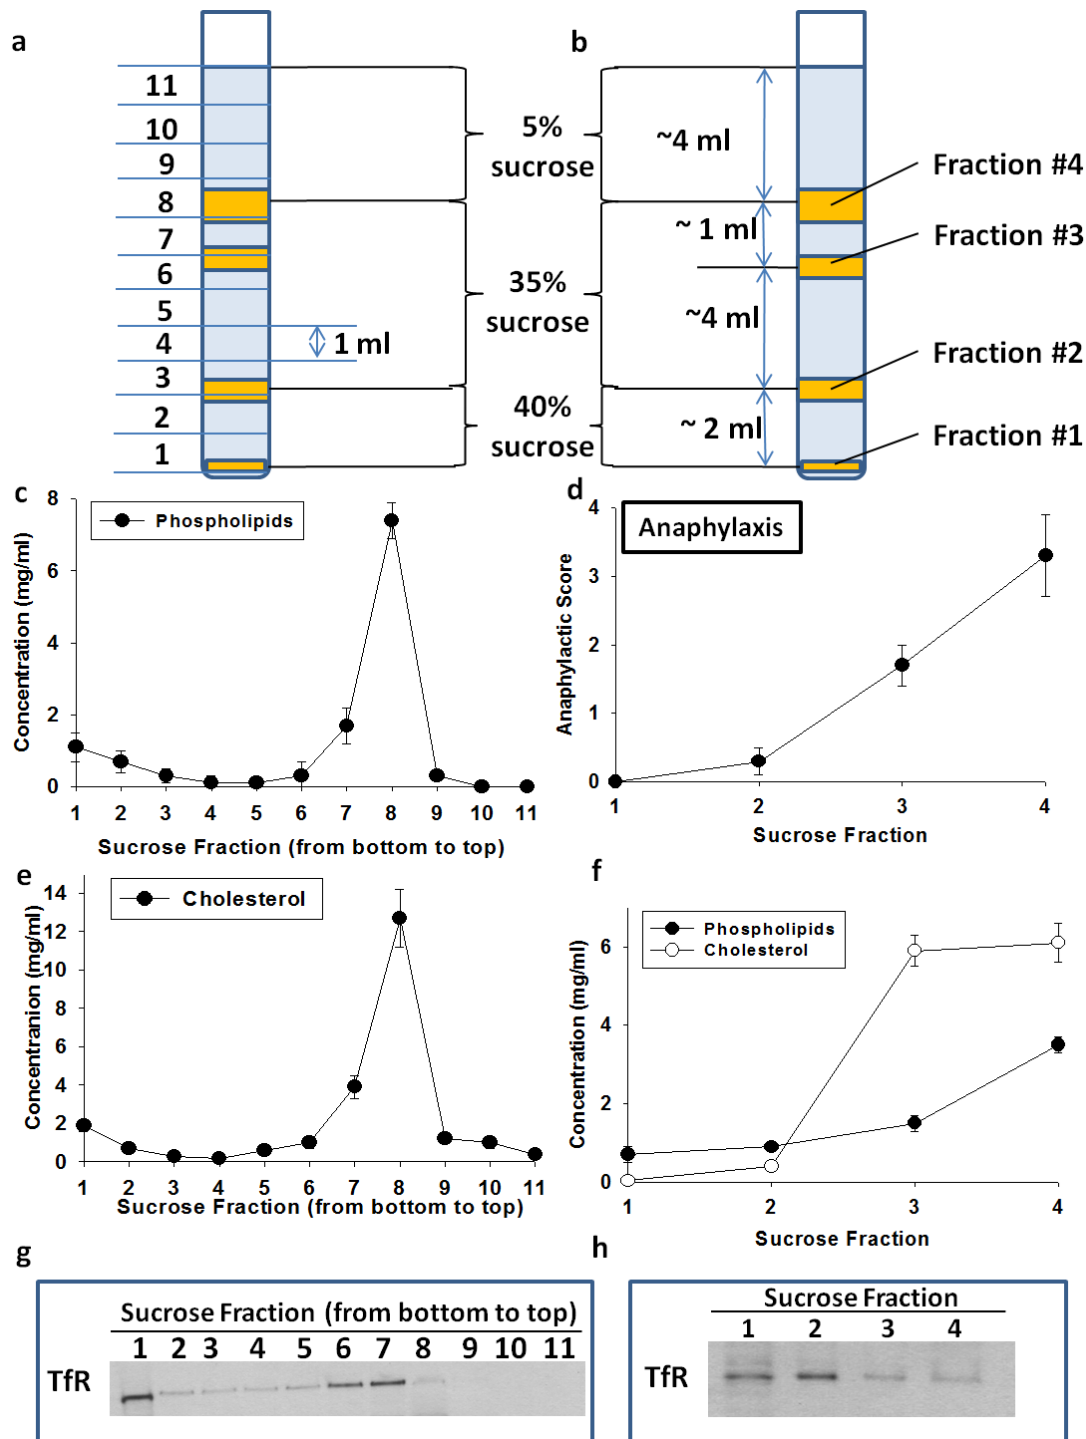 a
b
11
10
9
8
7
6
5
4
3
2
1
1 ml
5%
sucrose
35%
sucrose
40%
sucrose
~4 ml
~ 1 ml
~4 ml
~ 2 ml
Fraction #4
Fraction #3
Fraction #2
Fraction #1
c
Phospholipids
Concentration (mg/ml)
8
6
4
2
0
1 2 3 4 5 6 7 8 9 10 11
Sucrose Fraction (from bottom to top)
d
Anaphylaxis
Anaphylactic Score
4
3
2
1
0
1 2 3 4
Sucrose Fraction
e
Cholesterol
Concentranion (mg/ml)
14
12
10
8
6
4
2
0
1 2 3 4 5 6 7 8 9 10 11
Sucrose Fraction (from bottom to top)
f
Phospholipids
Cholesterol
Concentration (mg/ml)
6
4
2
0
1 2 3 4
Sucrose Fraction
g
Sucrose Fraction (from bottom to top)
1 2 3 4 5 6 7 8 9 10 11
TfR
h
Sucrose Fraction
1 2 3 4
TfR